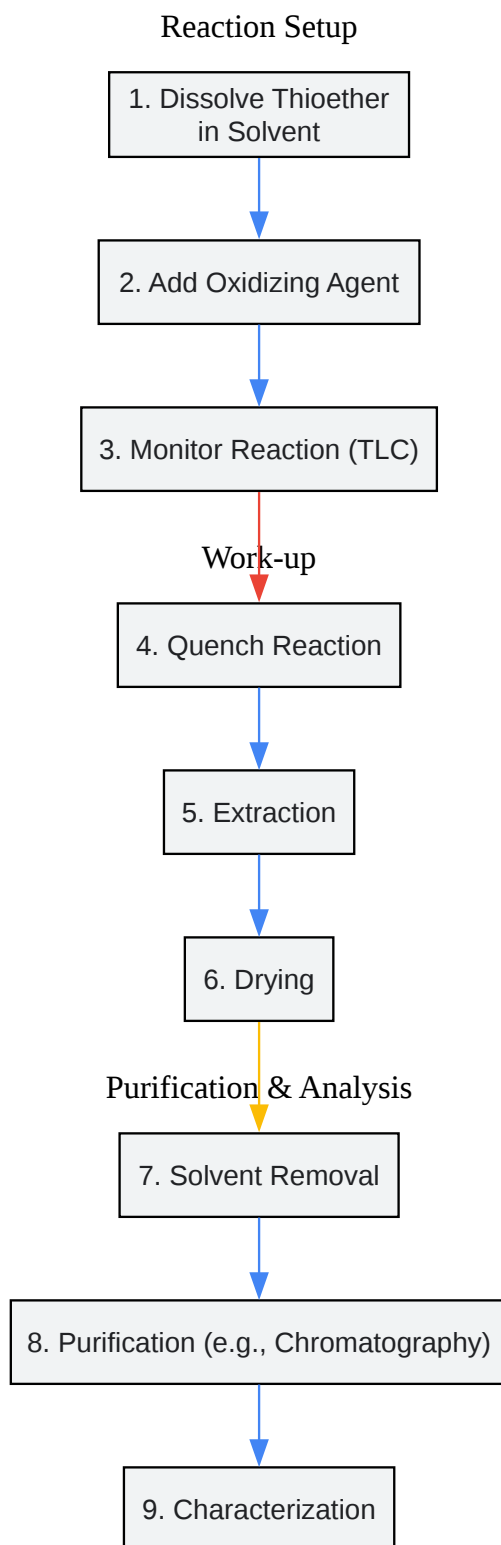 Reaction Setup
1. Dissolve Thioether
in Solvent
2. Add Oxidizing Agent
3. Monitor Reaction (TLC)
Work-up
4. Quench Reaction
5. Extraction
6. Drying
Purification & Analysis
7. Solvent Removal
8. Purification (e.g., Chromatography)
9. Characterization